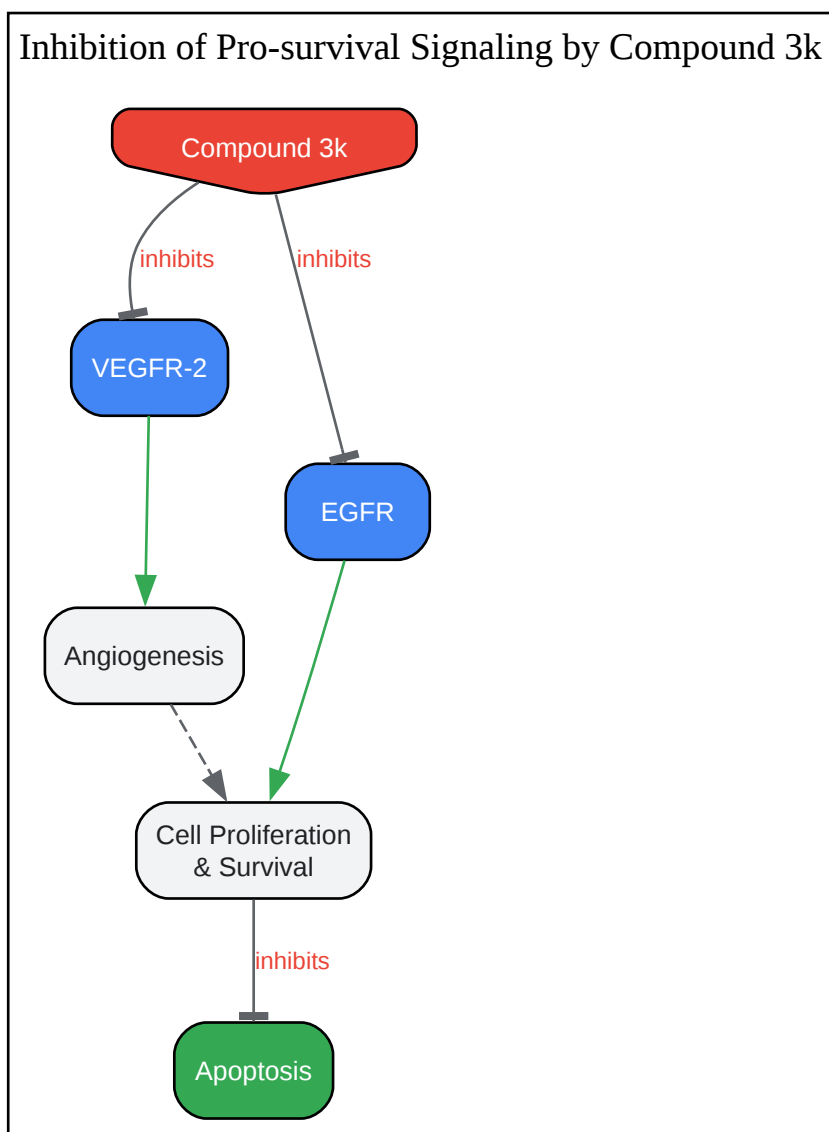 Inhibition of Pro-survival Signaling by Compound 3k
Compound 3k
inhibits
inhibits
VEGFR-2
EGFR
Angiogenesis
Cell Proliferation
& Survival
inhibits
Apoptosis